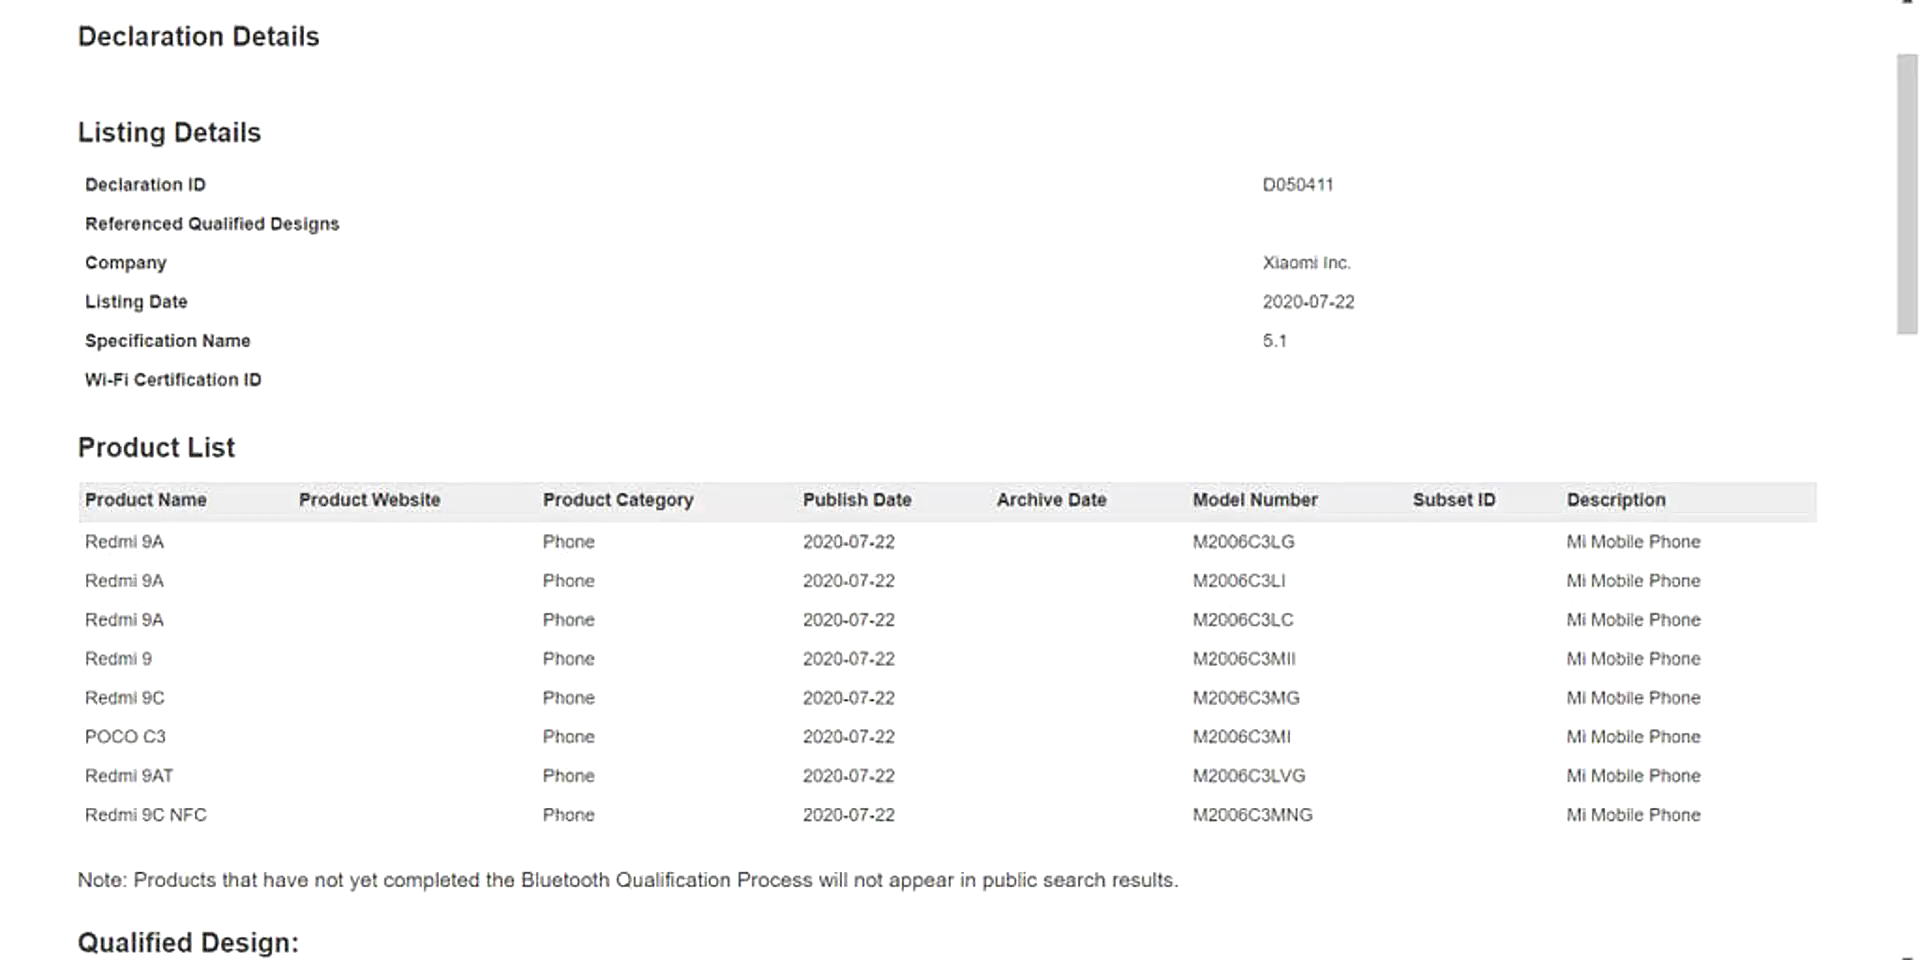 Declaration Details
Listing Details
Declaration ID D050411
Referenced Qualified Designs
Company Xiaomi Inc.
Listing Date 2020-07-22
Specification Name 5.1
Wi-Fi Certification ID
Product List
Product Name Product Website Product Category Publish Date Archive Date Model Number Subset ID Description
Redmi 9A Phone 2020-07-22 M2006C3LG Mi Mobile Phone
Redmi 9A Phone 2020-07-22 M2006C3LI Mi Mobile Phone
Redmi 9A Phone 2020-07-22 M2006C3LC Mi Mobile Phone
Redmi 9 Phone 2020-07-22 M2006C3MII Mi Mobile Phone
Redmi 9C Phone 2020-07-22 M2006C3MG Mi Mobile Phone
POCO C3 Phone 2020-07-22 M2006C3MI Mi Mobile Phone
Redmi 9AT Phone 2020-07-22 M2006C3LVG Mi Mobile Phone
Redmi 9C NFC Phone 2020-07-22 M2006C3MNG Mi Mobile Phone
Note: Products that have not yet completed the Bluetooth Qualification Process will not appear in public search results.
Qualified Design: